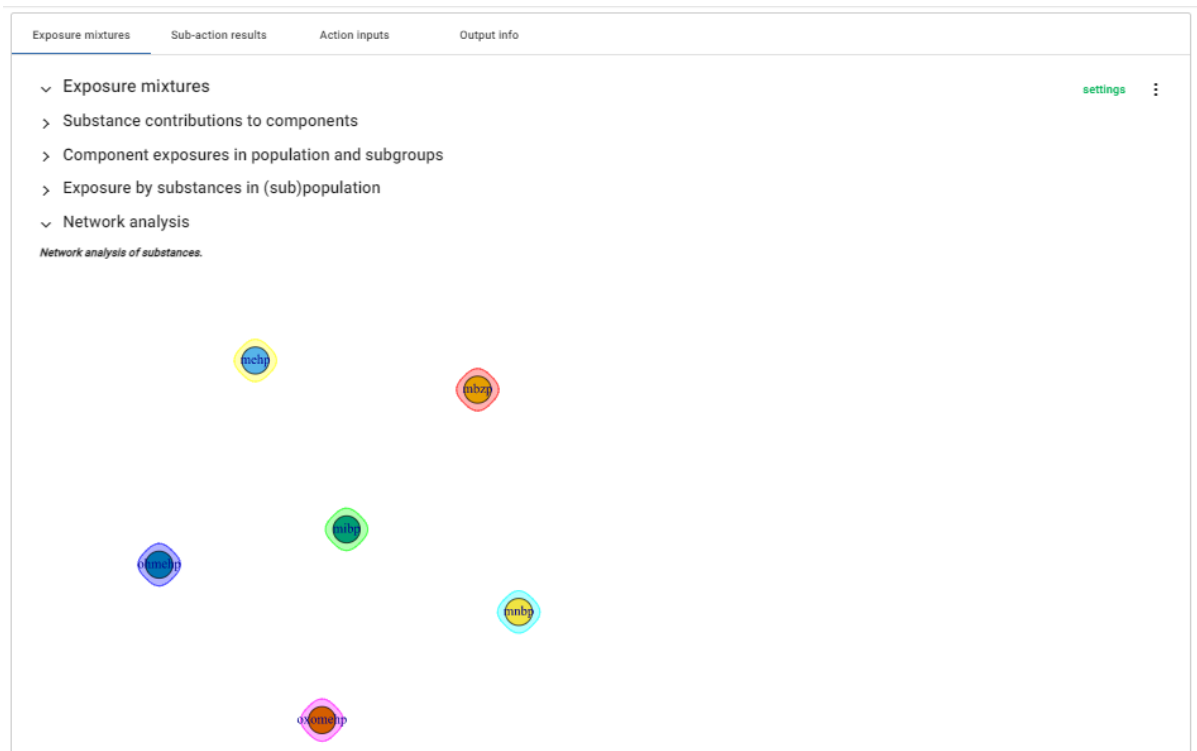 Exposure mixtures Sub-action results Action inputs Output info
Exposure mixtures
settings
Substance contributions to components
Component exposures in population and subgroups
Exposure by substances in (sub)population
Network analysis
Network analysis of substances.
mehp
mbzp
mibp
ohmehp
mnbp
oxomehp